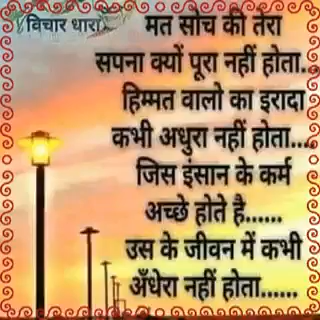 विचार धारा
मत सोच की तेरा
सपना क्यों पूरा नहीं होता...
हिम्मत वालो का इरादा
कभी अधुरा नहीं होता....
जिस इंसान के कर्म
अच्छे होते है......
उस के जीवन में कभी
अँधेरा नहीं होता......